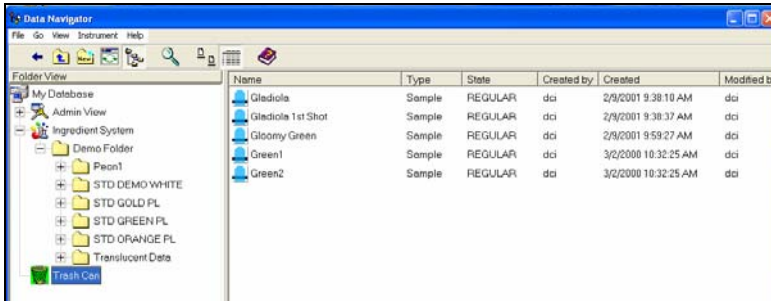 Data Navigator
File Go View Instrument Help
Folder View
My Database
Admin View
Ingredient System
Demo Folder
Peon1
STD DEMO WHITE
STD GOLD PL
STD GREEN PL
STD ORANGE PL
Translucent Data
Trash Can
Name Type State Created by Created Modified b
Gladiola Sample REGULAR dci 2/9/2001 9:38:10 AM dci
Gladiola 1st Shot Sample REGULAR dci 2/9/2001 9:38:37 AM dci
Gloomy Green Sample REGULAR dci 2/9/2001 9:59:27 AM dci
Green1 Sample REGULAR dci 3/2/2000 10:32:25 AM dci
Green2 Sample REGULAR dci 3/2/2000 10:32:25 AM dci